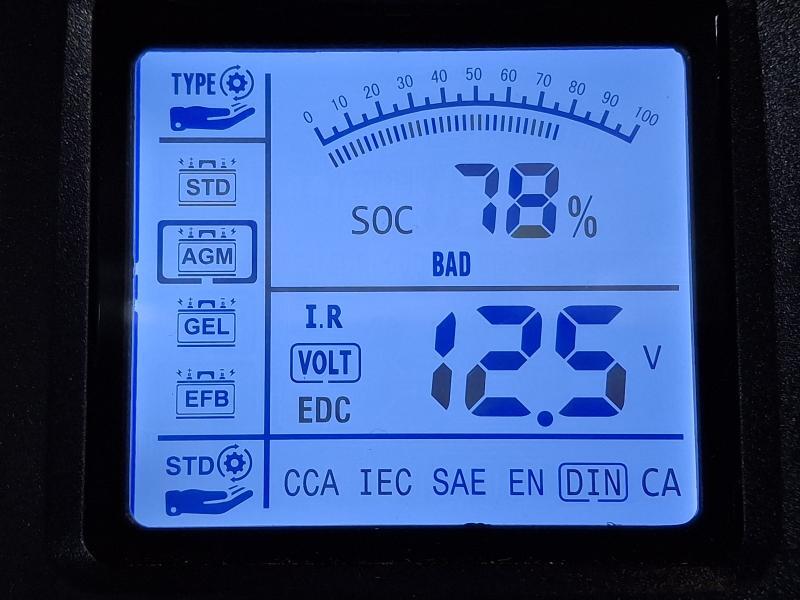 TYPE
STD
AGM
GEL
EFB
STD
0 10 20 30 40 50 60 70 80 90 100
SOC 78%
BAD
I.R
VOLT
EDC
12.5 V
CCA IEC SAE EN DIN CA